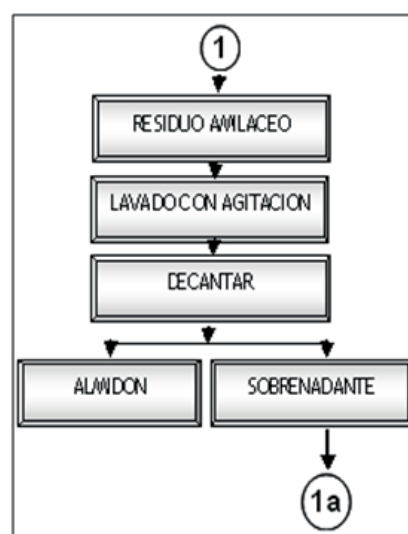 1
RESIDUO AMILACEO
LAVADO CON AGITACION
DECANTAR
ALMIDON
SOBRENADANTE
1a